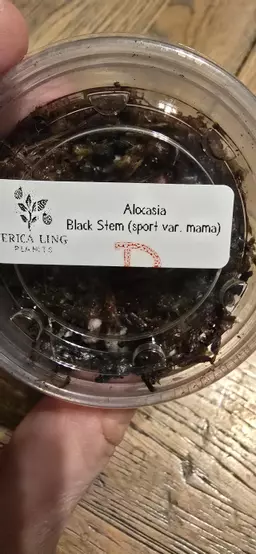 Alocasia
Black Stem (sport var. mama)
ERICA LING
PLANTS
D